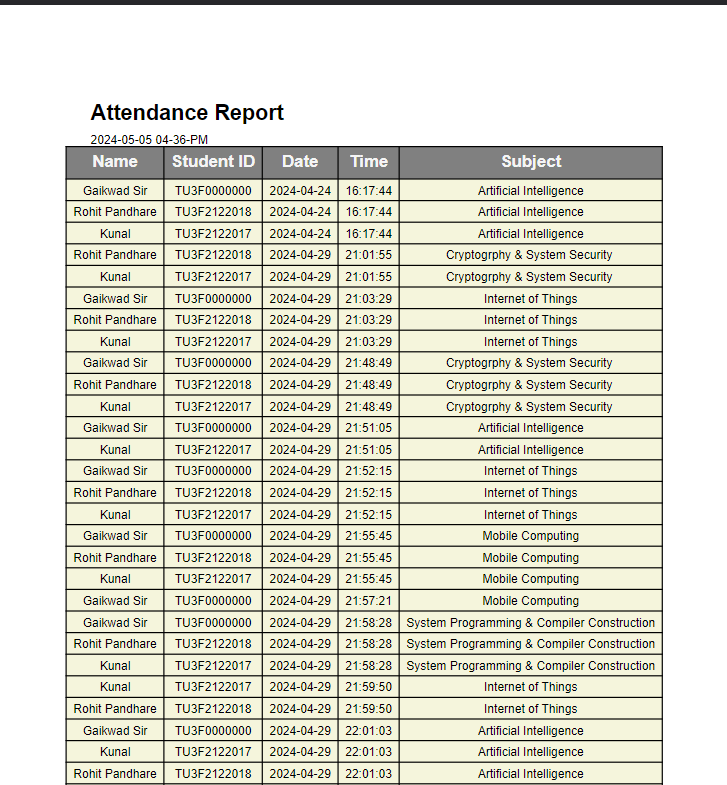 Attendance Report
2024-05-05 04-36-PM
Name Student ID Date Time Subject
Gaikwad Sir TU3F0000000 2024-04-24 16:17:44 Artificial Intelligence
Rohit Pandhare TU3F2122018 2024-04-24 16:17:44 Artificial Intelligence
Kunal TU3F2122017 2024-04-24 16:17:44 Artificial Intelligence
Rohit Pandhare TU3F2122018 2024-04-29 21:01:55 Cryptogrphy & System Security
Kunal TU3F2122017 2024-04-29 21:01:55 Cryptogrphy & System Security
Gaikwad Sir TU3F0000000 2024-04-29 21:03:29 Internet of Things
Rohit Pandhare TU3F2122018 2024-04-29 21:03:29 Internet of Things
Kunal TU3F2122017 2024-04-29 21:03:29 Internet of Things
Gaikwad Sir TU3F0000000 2024-04-29 21:48:49 Cryptogrphy & System Security
Rohit Pandhare TU3F2122018 2024-04-29 21:48:49 Cryptogrphy & System Security
Kunal TU3F2122017 2024-04-29 21:48:49 Cryptogrphy & System Security
Gaikwad Sir TU3F0000000 2024-04-29 21:51:05 Artificial Intelligence
Kunal TU3F2122017 2024-04-29 21:51:05 Artificial Intelligence
Gaikwad Sir TU3F0000000 2024-04-29 21:52:15 Internet of Things
Rohit Pandhare TU3F2122018 2024-04-29 21:52:15 Internet of Things
Kunal TU3F2122017 2024-04-29 21:52:15 Internet of Things
Gaikwad Sir TU3F0000000 2024-04-29 21:55:45 Mobile Computing
Rohit Pandhare TU3F2122018 2024-04-29 21:55:45 Mobile Computing
Kunal TU3F2122017 2024-04-29 21:55:45 Mobile Computing
Gaikwad Sir TU3F0000000 2024-04-29 21:57:21 Mobile Computing
Gaikwad Sir TU3F0000000 2024-04-29 21:58:28 System Programming & Compiler Construction
Rohit Pandhare TU3F2122018 2024-04-29 21:58:28 System Programming & Compiler Construction
Kunal TU3F2122017 2024-04-29 21:58:28 System Programming & Compiler Construction
Kunal TU3F2122017 2024-04-29 21:59:50 Internet of Things
Rohit Pandhare TU3F2122018 2024-04-29 21:59:50 Internet of Things
Gaikwad Sir TU3F0000000 2024-04-29 22:01:03 Artificial Intelligence
Kunal TU3F2122017 2024-04-29 22:01:03 Artificial Intelligence
Rohit Pandhare TU3F2122018 2024-04-29 22:01:03 Artificial Intelligence